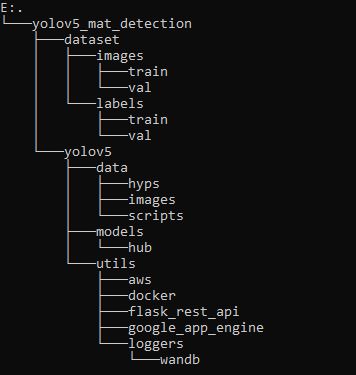 E:.
└───yolov5_mat_detection
    ├───dataset
    │   ├───images
    │   │   ├───train
    │   │   └───val
    │   └───labels
    │       ├───train
    │       └───val
    └───yolov5
        ├───data
        │   ├───hyps
        │   ├───images
        │   └───scripts
        ├───models
        │   └───hub
        └───utils
            ├───aws
            ├───docker
            ├───flask_rest_api
            ├───google_app_engine
            └───loggers
                └───wandb